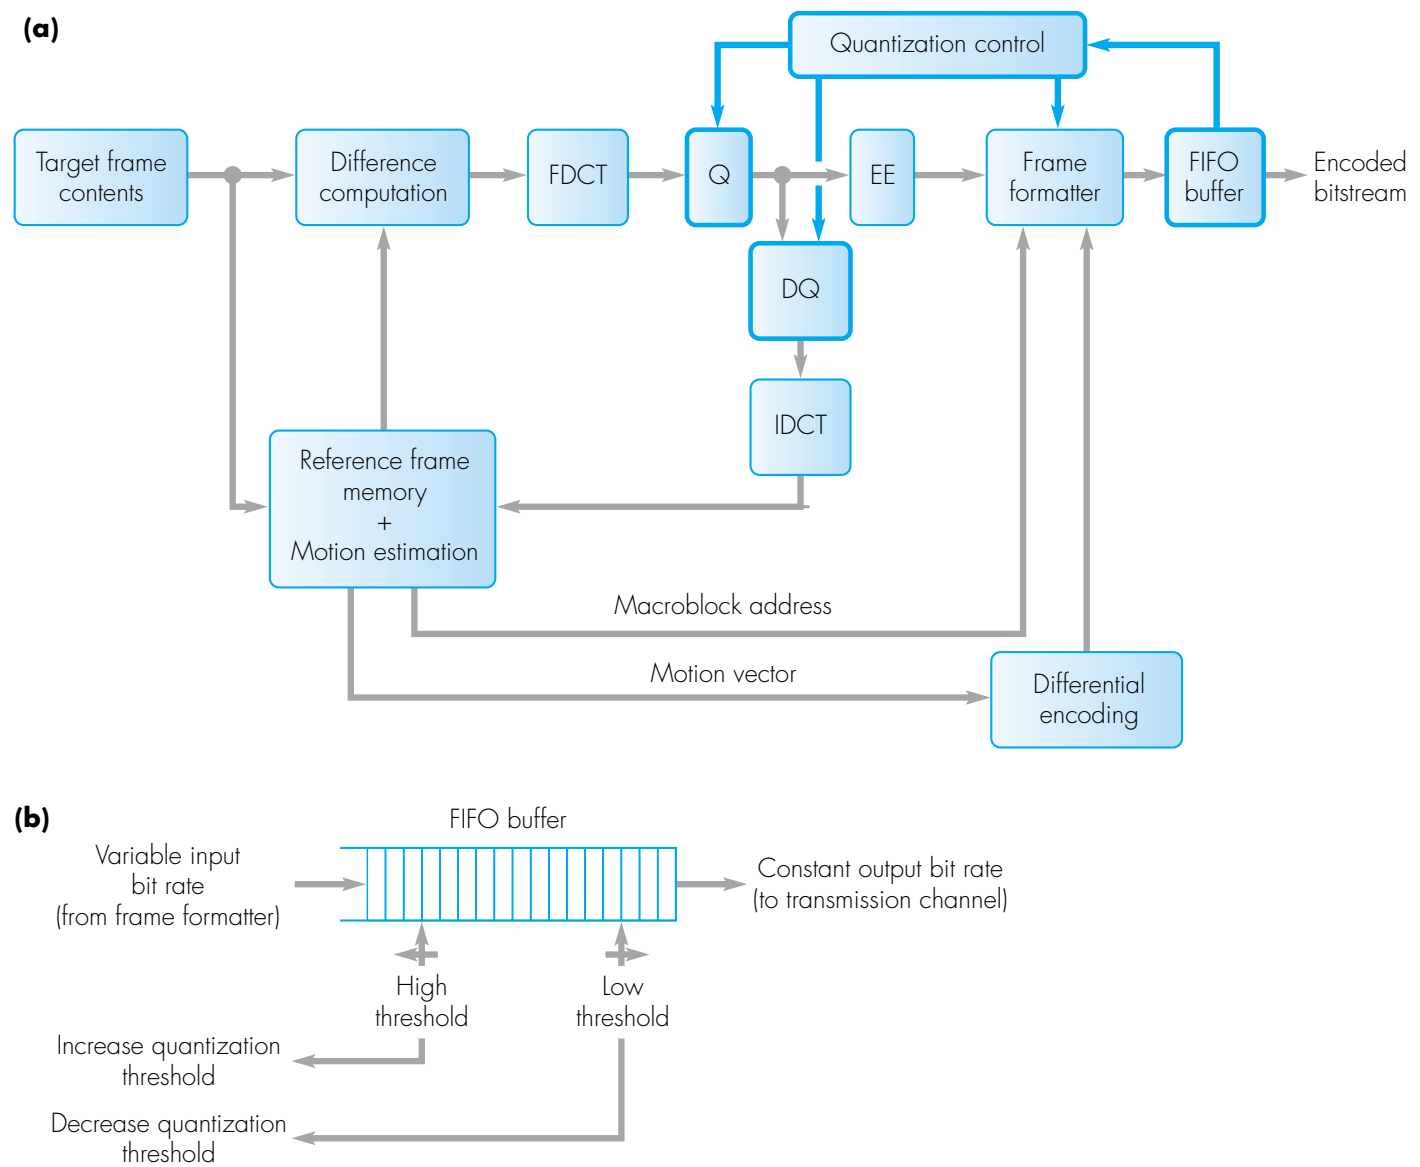 (a)
Quantization control
Target frame
contents
Difference
computation
FDCT
Q
EE
Frame
formatter
FIFO
buffer
Encoded
bitstream
DQ
IDCT
Reference frame
memory
+
Motion estimation
Macroblock address
Motion vector
Differential
encoding
(b)
FIFO buffer
Variable input
bit rate
(from frame formatter)
Constant output bit rate
(to transmission channel)
High
threshold
Low
threshold
Increase quantization
threshold
Decrease quantization
threshold